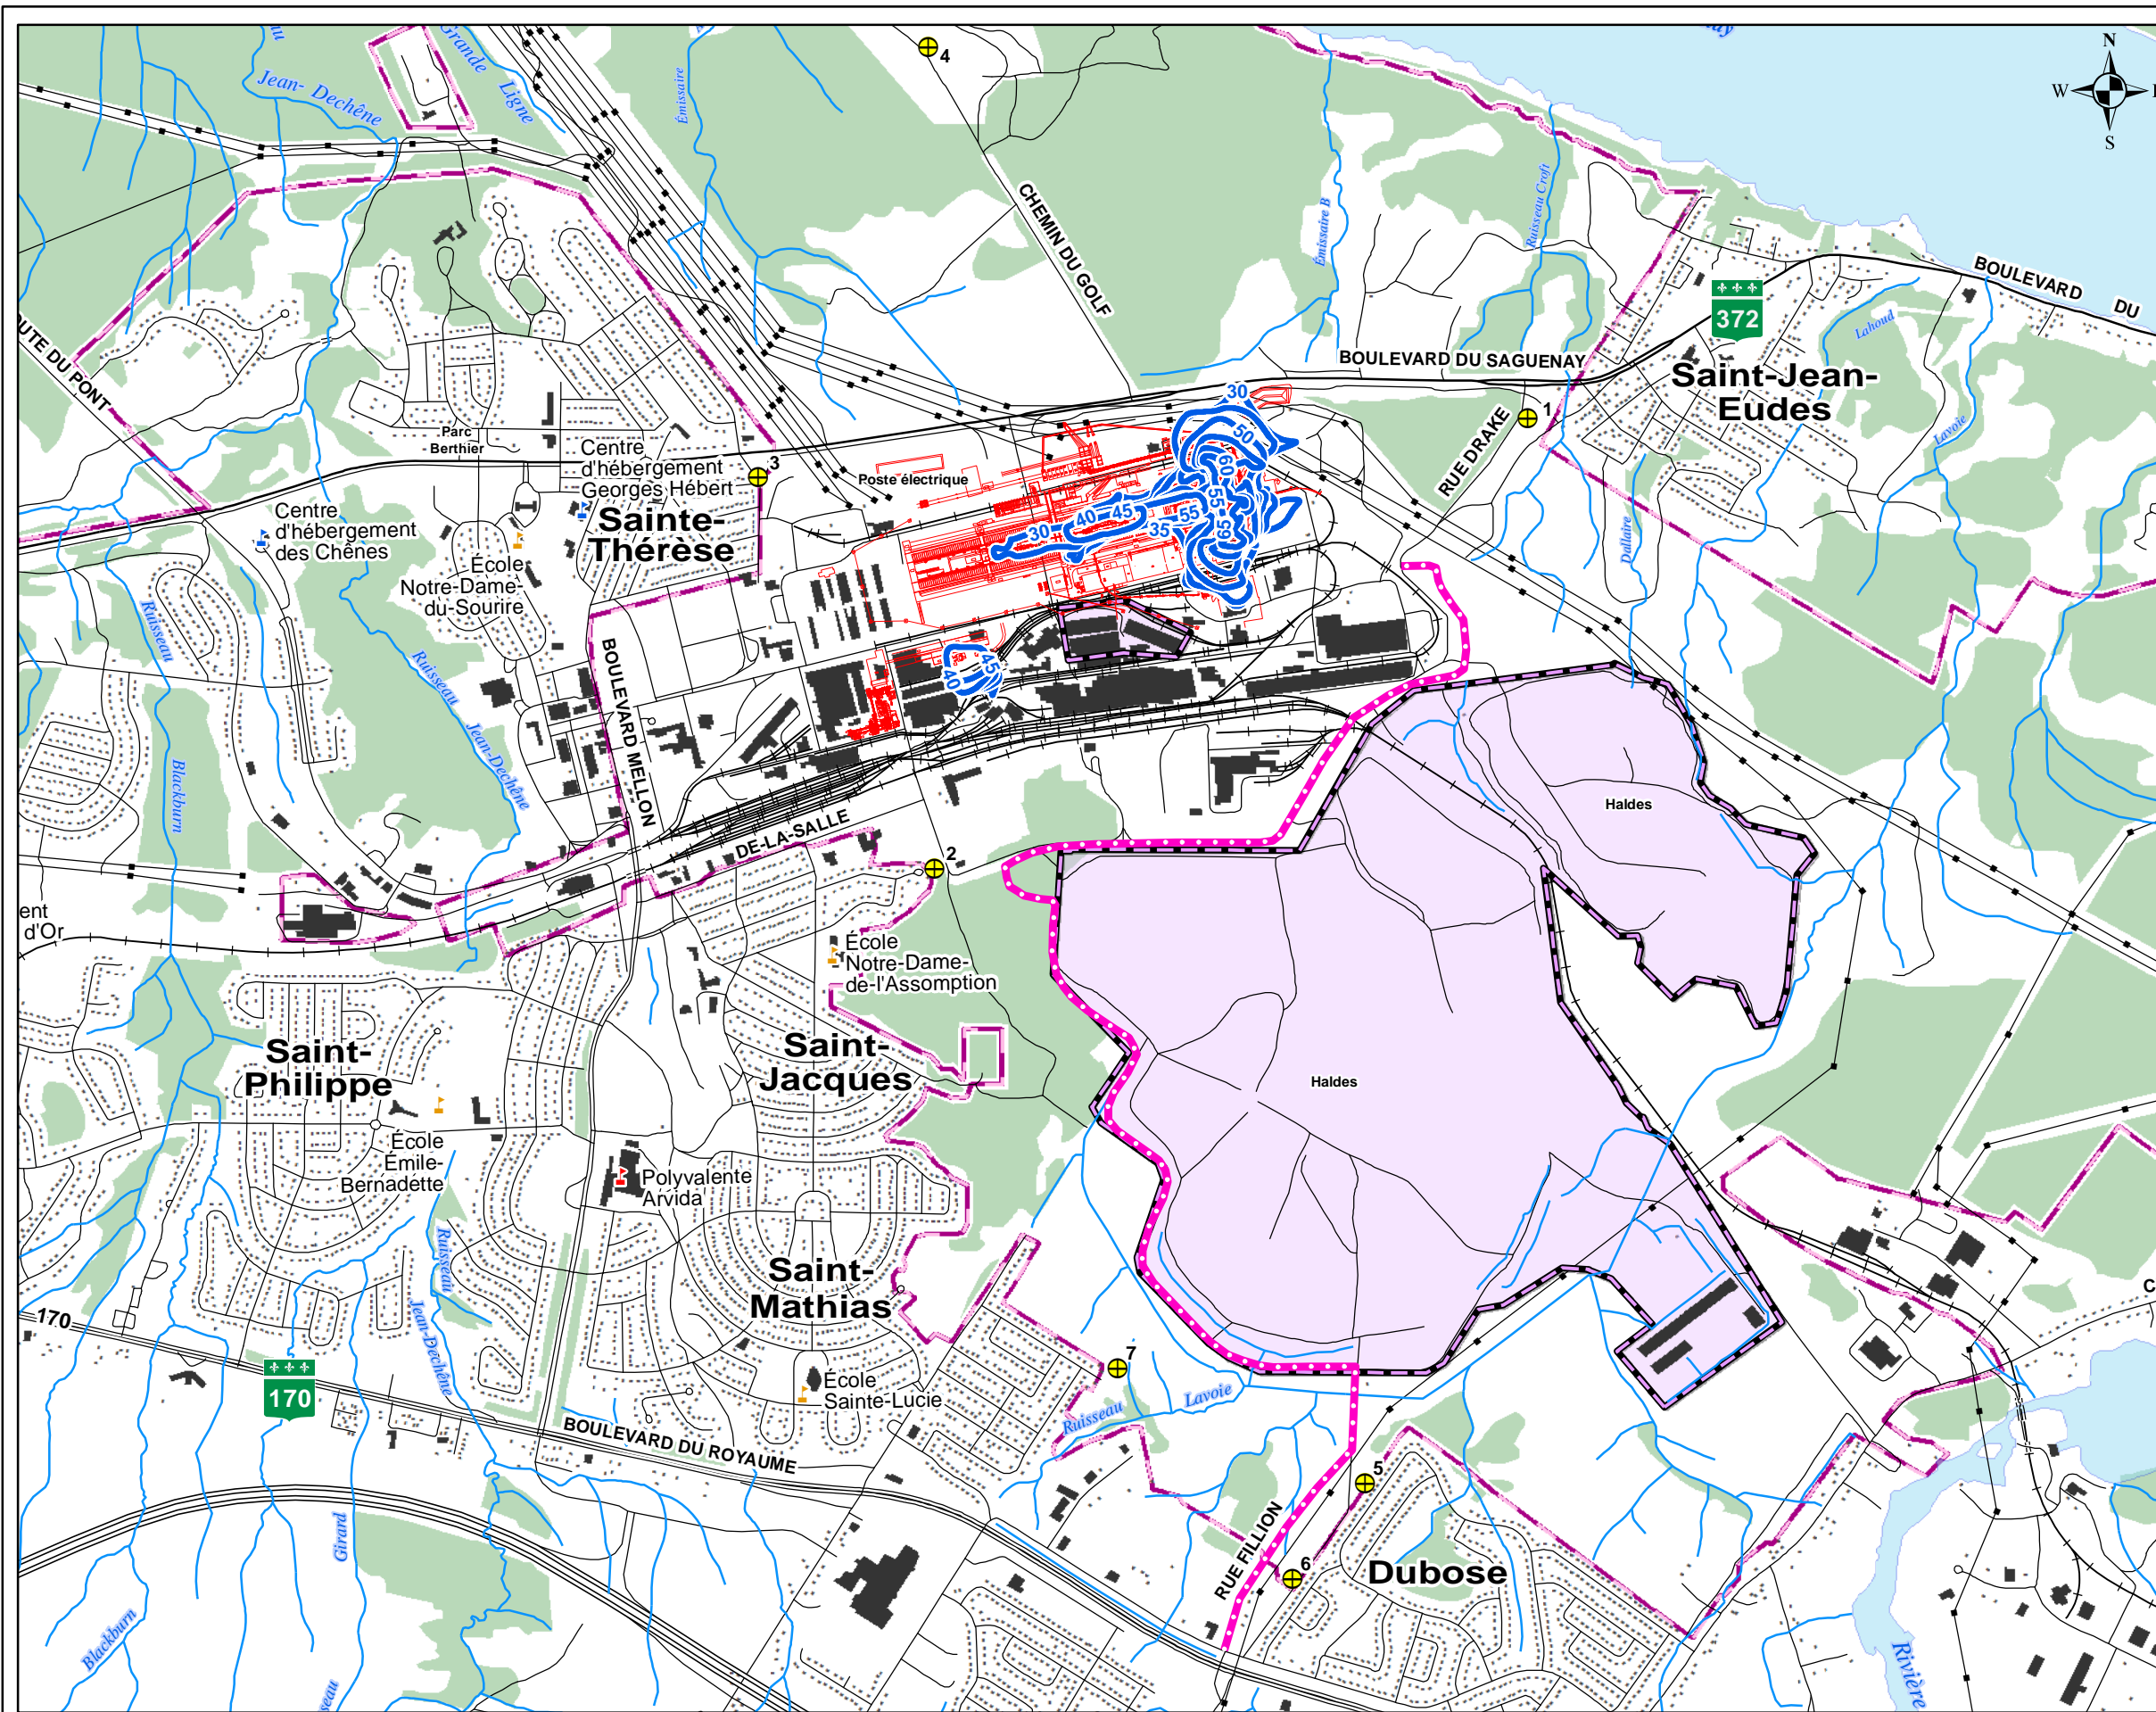 Grande
Ligne
Jean- Dechêne
Émissaire
4
N
W
S
CHEMIN DU GOLF
Émissaire B
Ruisseau Croft
BOULEVARD DU
372
Lahoud
BOULEVARD DU SAGUENAY
Saint-Jean-
Eudes
Lavoie
RUE DRAKE
1
Dallaire
30
50
60
55
65
55
35
45
40
30
Poste électrique
3
Parc
Berthier
Centre
d'hébergement
Georges Hébert
Sainte-
Thérèse
Centre
d'hébergement
des Chênes
École
Notre-Dame-
du-Sourire
Ruisseau
Blackburn
Ruisseau
Jean-Dechêne
BOULEVARD MELLON
45
40
DE-LA-SALLE
2
Haldes
Haldes
ent
d'Or
École
Notre-Dame-
de-l'Assomption
Saint-
Philippe
Saint-
Jacques
École
Émile-
Bernadette
Polyvalente
Arvida
Ruisseau
Jean-Dechêne
Saint-
Mathias
170
170
École
Sainte-Lucie
7
Ruisseau
Lavoie
BOULEVARD DU ROYAUME
5
6
RUE FILLION
Dubose
Girard
Blackburn
Rivière